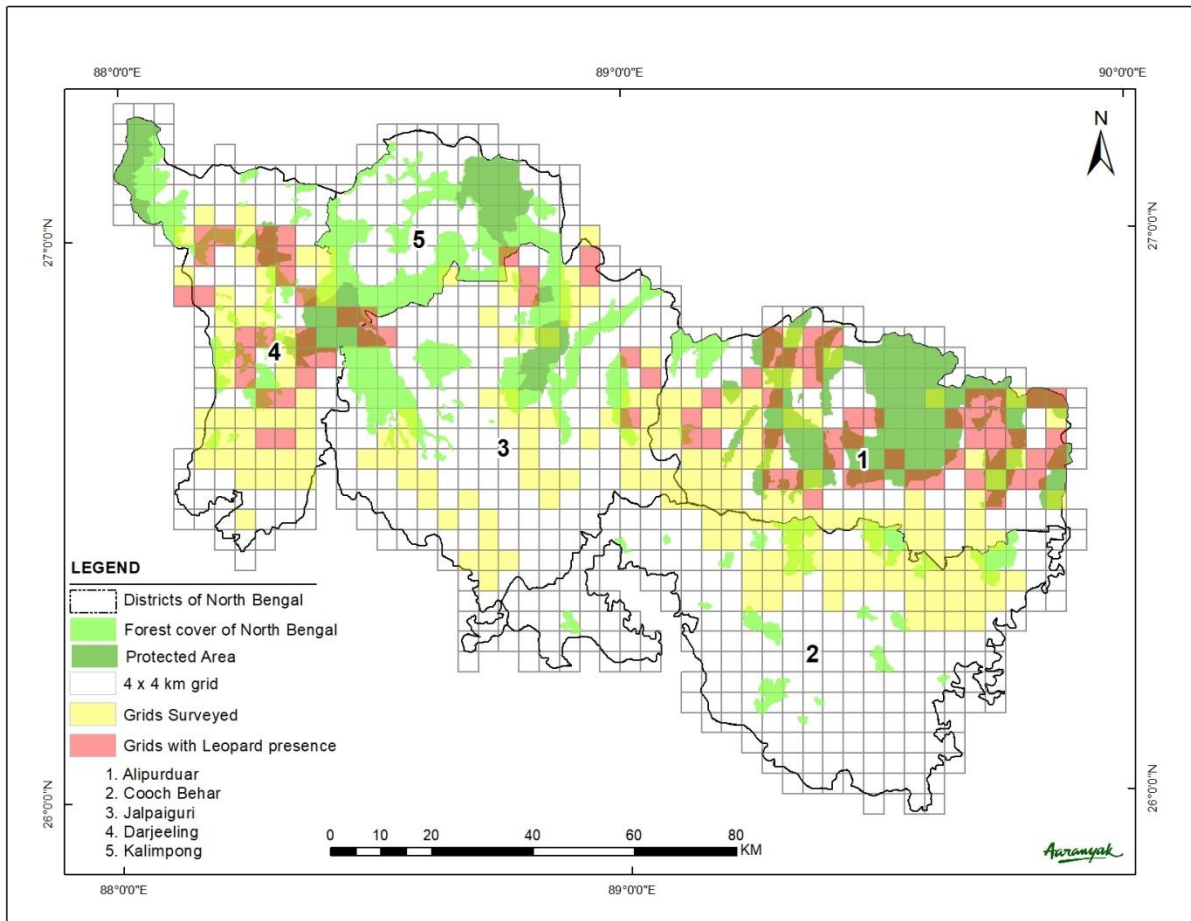 88°0'0"E
89°0'0"E
90°0'0"E
N
27°0'0"N
27°0'0"N
5
4
3
1
2
LEGEND
Districts of North Bengal
Forest cover of North Bengal
Protected Area
4 x 4 km grid
Grids Surveyed
Grids with Leopard presence
1. Alipurduar
2. Cooch Behar
3. Jalpaiguri
4. Darjeeling
5. Kalimpong
26°0'0"N
26°0'0"N
0 5 10 15 20 40 60 80
KM
Aaranyak
88°0'0"E
89°0'0"E